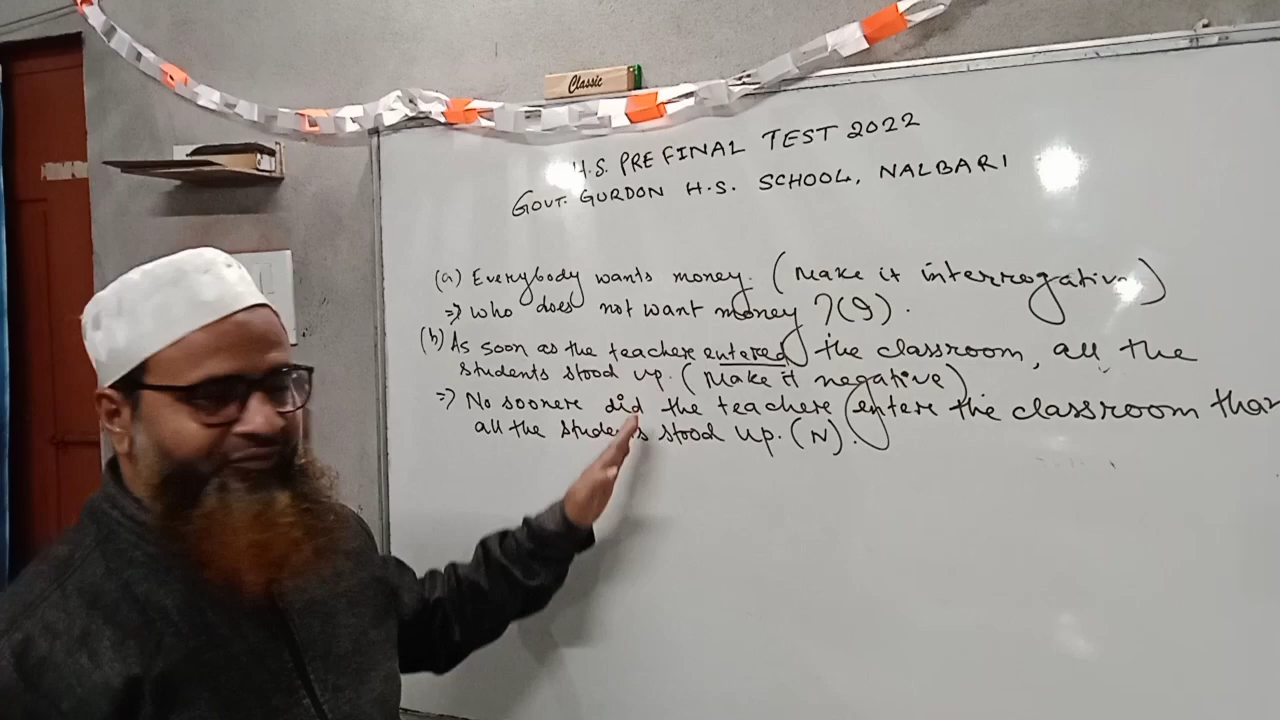 Classic
H.S. PRE FINAL TEST 2022
GOVT. GURDON H.S. SCHOOL, NALBARI
(a) Everybody wants money. (Make it interrogative)
=> Who does not want money ? (I).
(b) As soon as the teacher entered the classroom, all the
students stood up. (Make it negative)
=> No sooner did the teacher enter the classroom than
all the students stood up. (N).